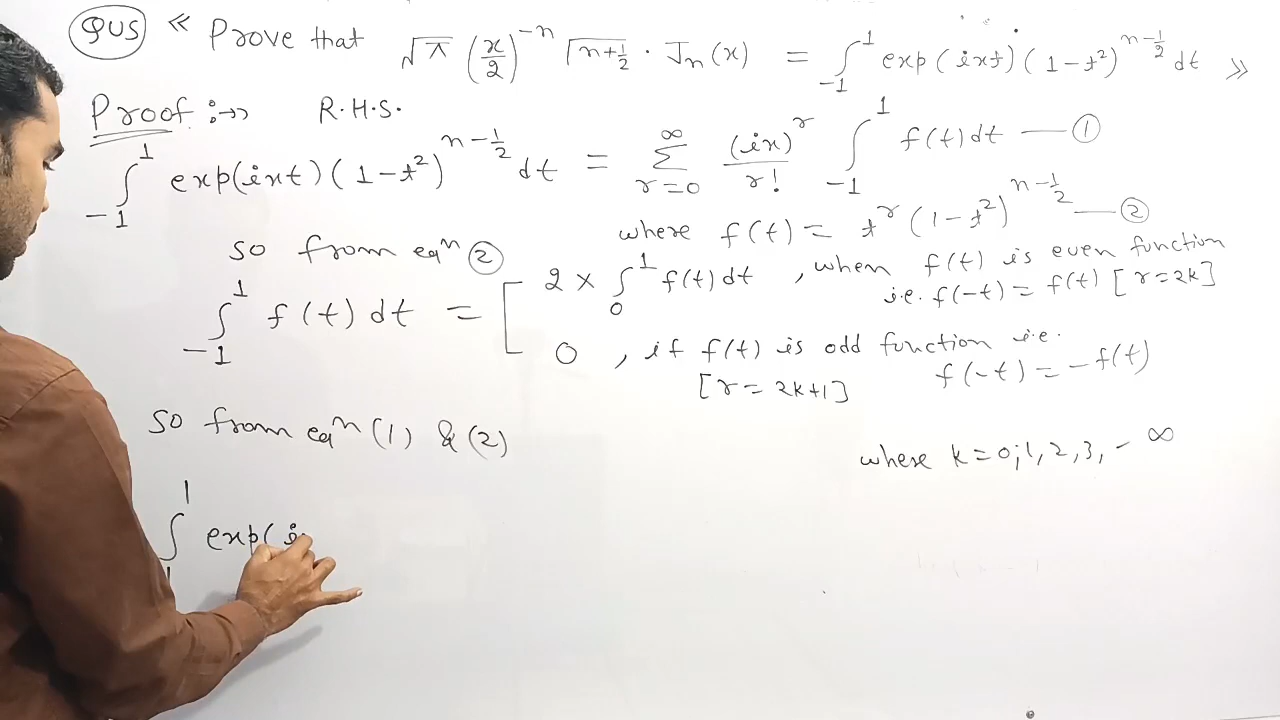 QUS « Prove that √π (x/2)^{-n} Γ(n+1/2) · J_n(x) = ∫_{-1}^{1} exp(ixt) (1-t²)^{n-1/2} dt »
Proof :→→ R.H.S.
∫_{-1}^{1} exp(ixt) (1-t²)^{n-1/2} dt = Σ_{r=0}^{∞} (ix)^r / r! ∫_{-1}^{1} f(t) dt — ①
where f(t) = t^r (1-t²)^{n-1/2} — ②
so from eqⁿ ②
∫_{-1}^{1} f(t) dt = [ 2 × ∫_0^1 f(t) dt , when f(t) is even function
i.e. f(-t) = f(t) [r=2k]
0 , if f(t) is odd function i.e.
[r = 2k+1] f(-t) = -f(t)
So from eqⁿ (1) & (2)
where k = 0,1,2,3, - ∞
∫_{-1}^{1} exp(i